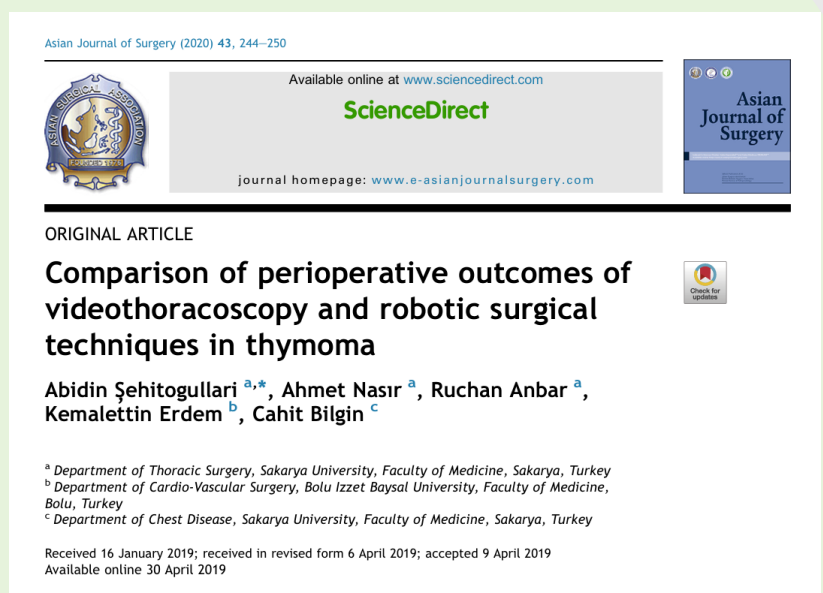 Asian Journal of Surgery (2020) 43, 244–250
ASIAN SURGICAL ASSOCIATION
Available online at www.sciencedirect.com
ScienceDirect
journal homepage: www.e-asianjournalsurgery.com
Asian
Journal of
Surgery
ORIGINAL ARTICLE
Comparison of perioperative outcomes of
videothoracoscopy and robotic surgical
techniques in thymoma
Check for
updates
Abidin Şehitogullari a,*, Ahmet Nasır a, Ruchan Anbar a,
Kemalettin Erdem b, Cahit Bilgin c
a Department of Thoracic Surgery, Sakarya University, Faculty of Medicine, Sakarya, Turkey
b Department of Cardio-Vascular Surgery, Bolu Izzet Baysal University, Faculty of Medicine,
Bolu, Turkey
c Department of Chest Disease, Sakarya University, Faculty of Medicine, Sakarya, Turkey
Received 16 January 2019; received in revised form 6 April 2019; accepted 9 April 2019
Available online 30 April 2019